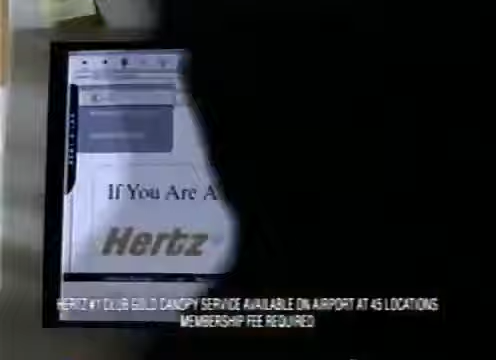 If You Are A
Hertz
HERTZ #1 CLUB GOLD CANOPY SERVICE AVAILABLE ON AIRPORT AT 45 LOCATIONS
MEMBERSHIP FEE REQUIRED